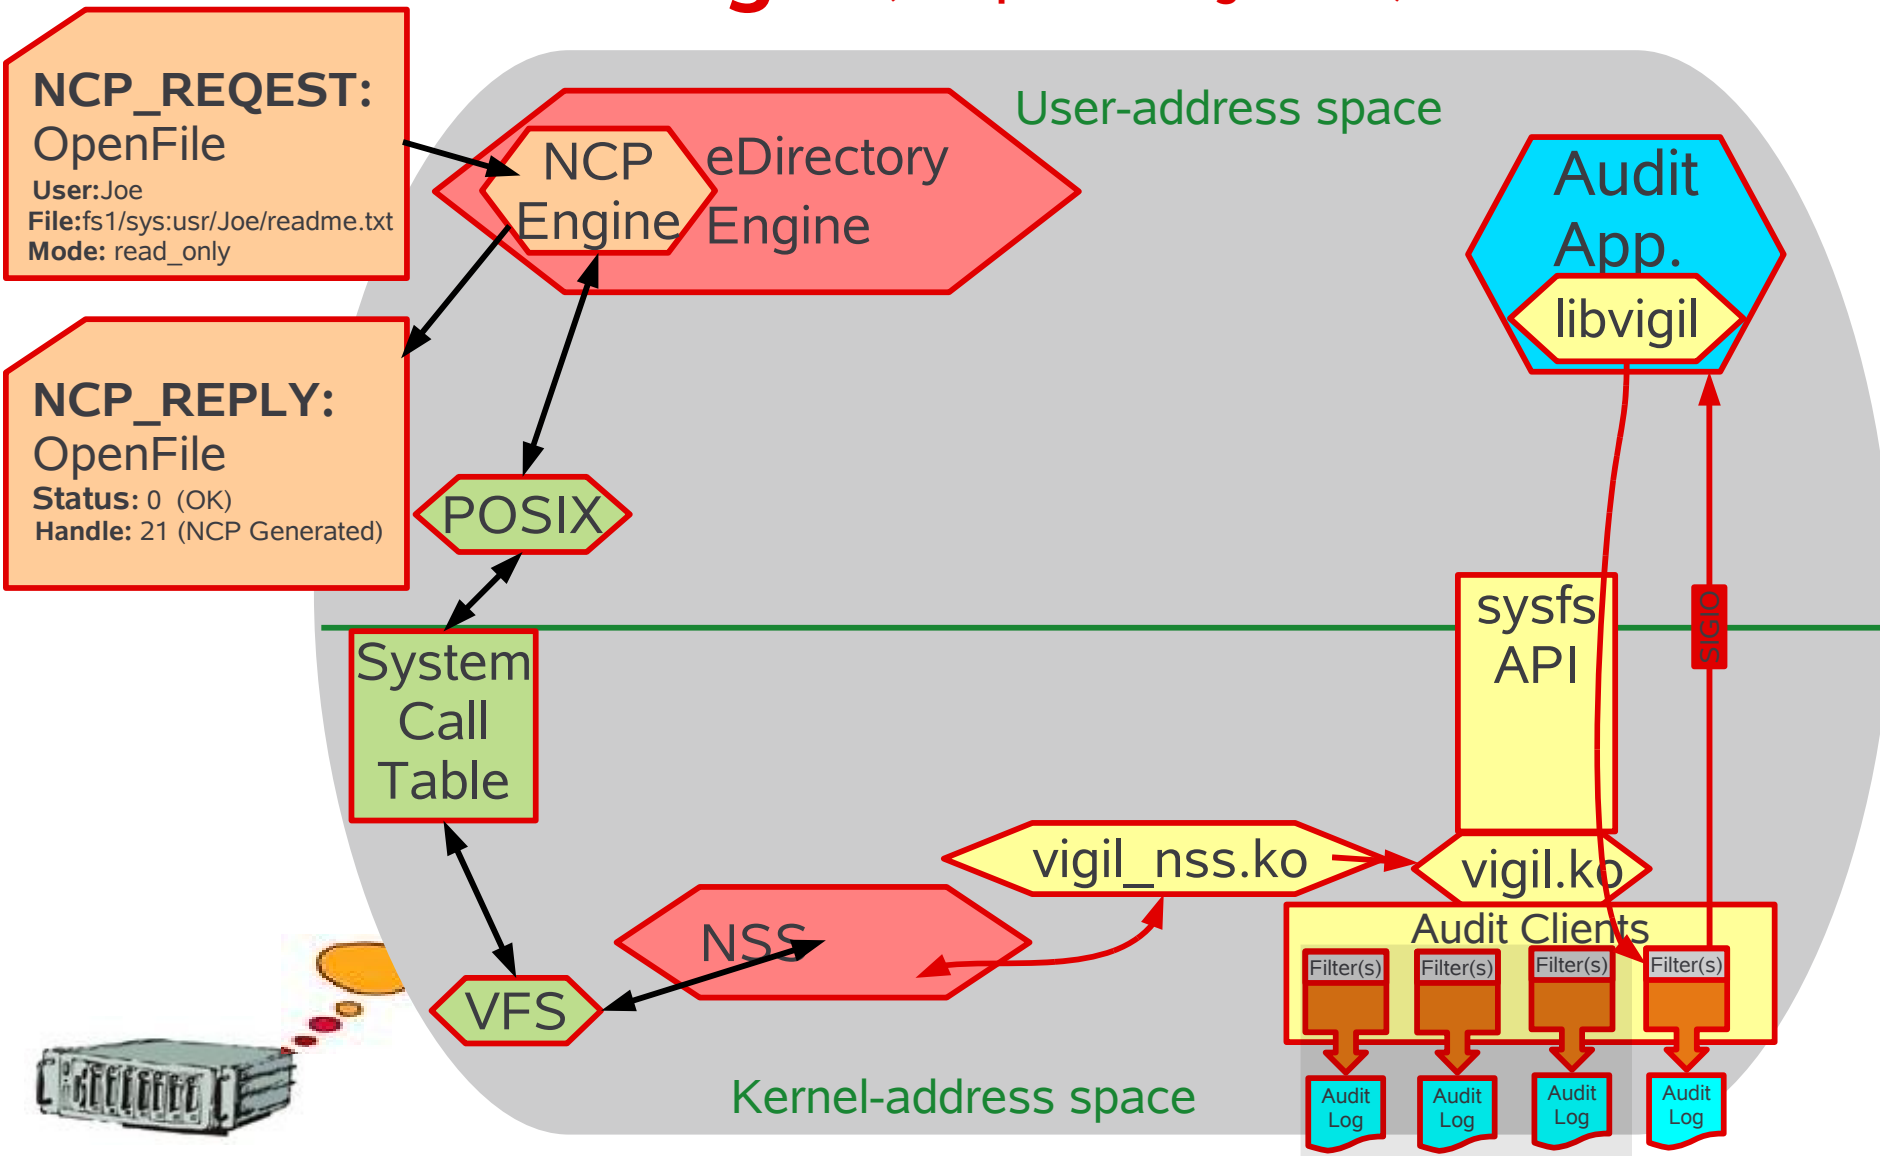 NCP_REQEST:
OpenFile
User:Joe
File:fs1/sys:usr/Joe/readme.txt
Mode: read_only
NCP
Engine
eDirectory
Engine
User-address space
Audit
App.
libvigil
NCP_REPLY:
OpenFile
Status: 0 (OK)
Handle: 21 (NCP Generated)
POSIX
sysfs
API
SIGIO
System
Call
Table
vigil_nss.ko
vigil.ko
NSS
VFS
Audit Clients
Filter(s)
Filter(s)
Filter(s)
Filter(s)
Kernel-address space
Audit
Log
Audit
Log
Audit
Log
Audit
Log